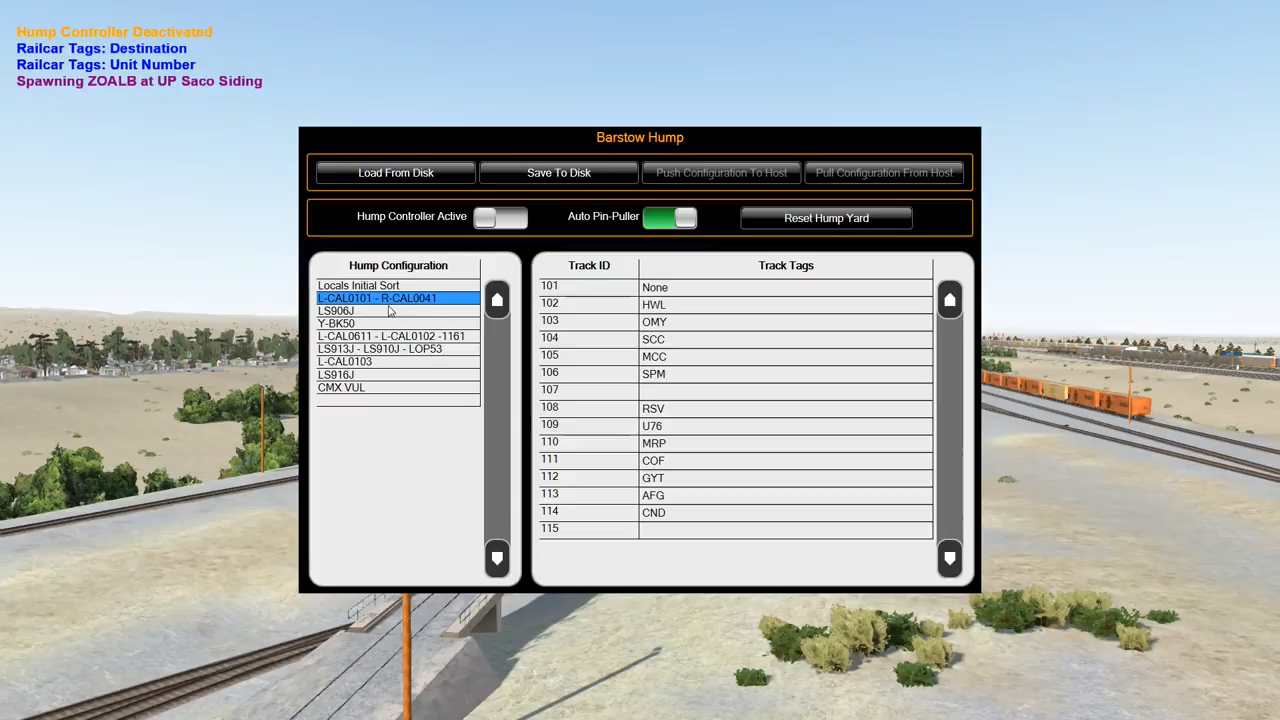 Hump Controller Deactivated
Railcar Tags: Destination
Railcar Tags: Unit Number
Spawning ZOALB at UP Saco Siding
Barstow Hump
Load From Disk
Save To Disk
Push Configuration To Host
Pull Configuration From Host
Hump Controller Active
Auto Pin-Puller
Reset Hump Yard
Hump Configuration
Locals Initial Sort
L-CAL0101 - R-CAL0041
LS906J
Y-BK50
L-CAL0611 - L-CAL0102 -1161
LS913J - LS910J - LOP53
L-CAL0103
LS916J
CMX VUL
Track ID Track Tags
101 None
102 HWL
103 OMY
104 SCC
105 MCC
106 SPM
107
108 RSV
109 U76
110 MRP
111 COF
112 GYT
113 AFG
114 CND
115